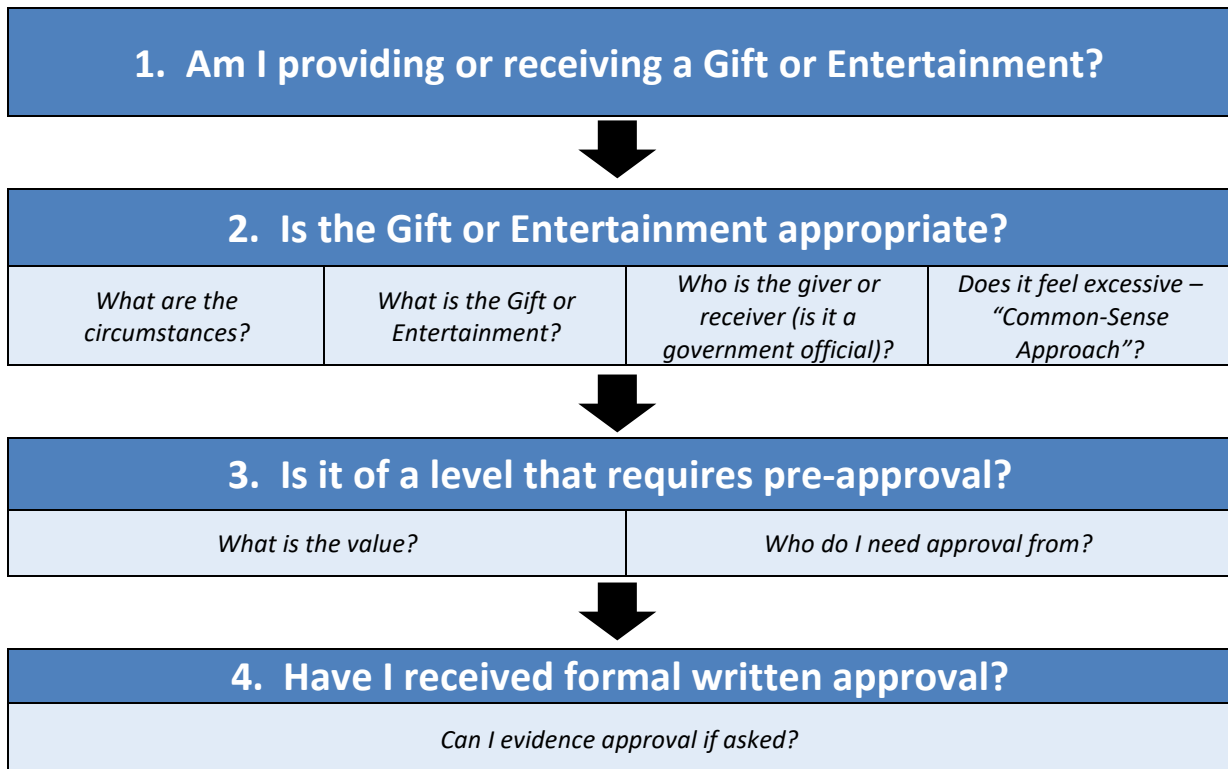 1. Am I providing or receiving a Gift or Entertainment?
2. Is the Gift or Entertainment appropriate?
What are the
circumstances?
What is the Gift or
Entertainment?
Who is the giver or
receiver (is it a
government official)?
Does it feel excessive –
“Common-Sense
Approach”?
3. Is it of a level that requires pre-approval?
What is the value?
Who do I need approval from?
4. Have I received formal written approval?
Can I evidence approval if asked?